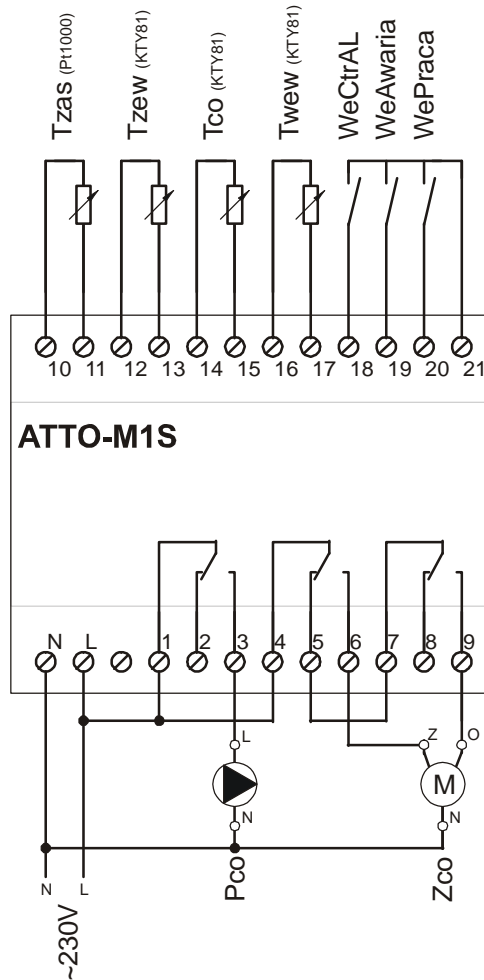 Tzas (Pt1000)
Tzew (KTY81)
Tco (KTY81)
Twew (KTY81)
WeCtrAL
WeAwaria
WePraca
10 11 12 13 14 15 16 17 18 19 20 21
ATTO-M1S
N L 1 2 3 4 5 6 7 8 9
L Z O
M
N N
N L
~230V
Pco
Zco